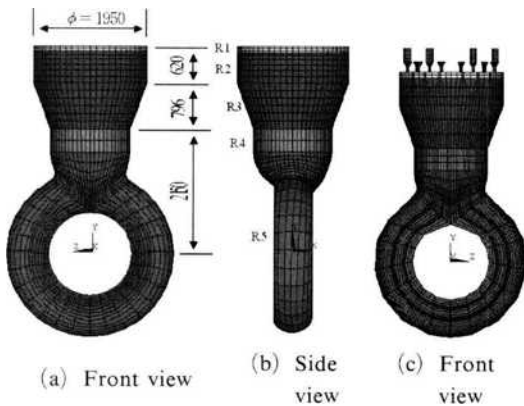 ϕ = 1950
620
796
2150
R1
R2
R3
R4
R5
Y
Z
X
X
Y
Z
(a) Front view
(b) Side view
(c) Front view